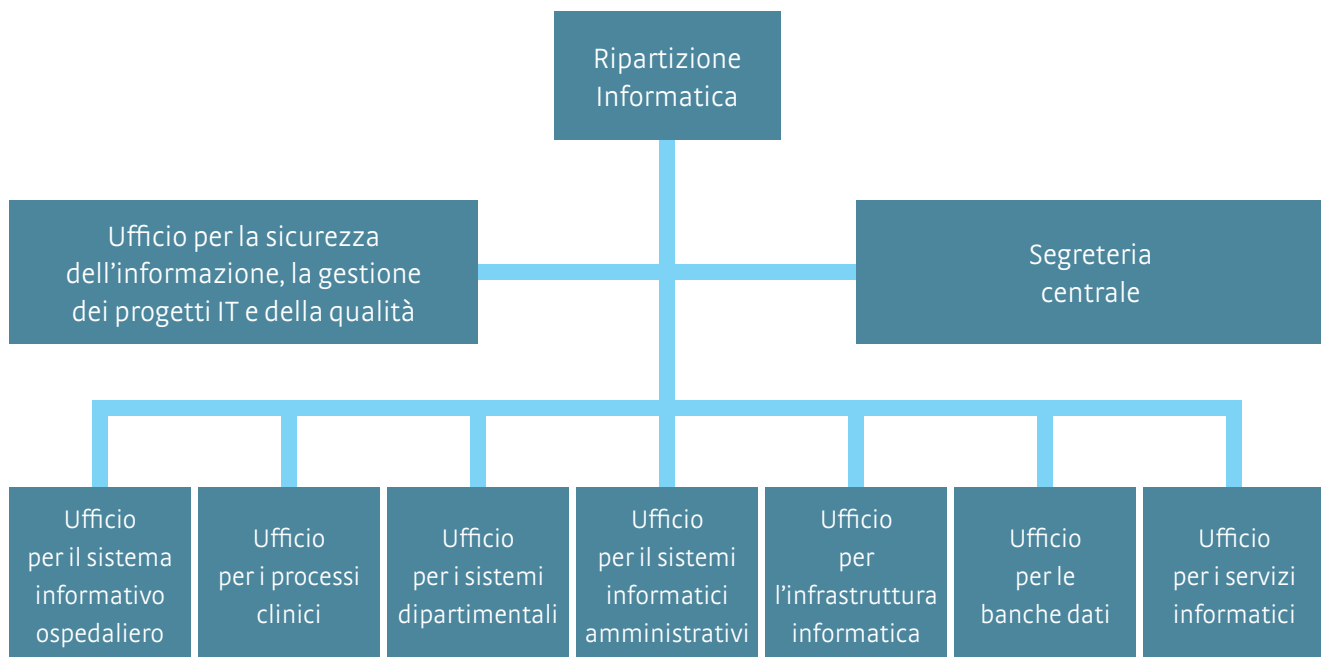 Ripartizione
Informatica
Ufficio per la sicurezza
dell'informazione, la gestione
dei progetti IT e della qualità
Segreteria
centrale
Ufficio
per il sistema
informativo
ospedaliero
Ufficio
per i processi
clinici
Ufficio
per i sistemi
dipartimentali
Ufficio
per il sistemi
informatici
amministrativi
Ufficio
per
l'infrastruttura
informatica
Ufficio
per le
banche dati
Ufficio
per i servizi
informatici